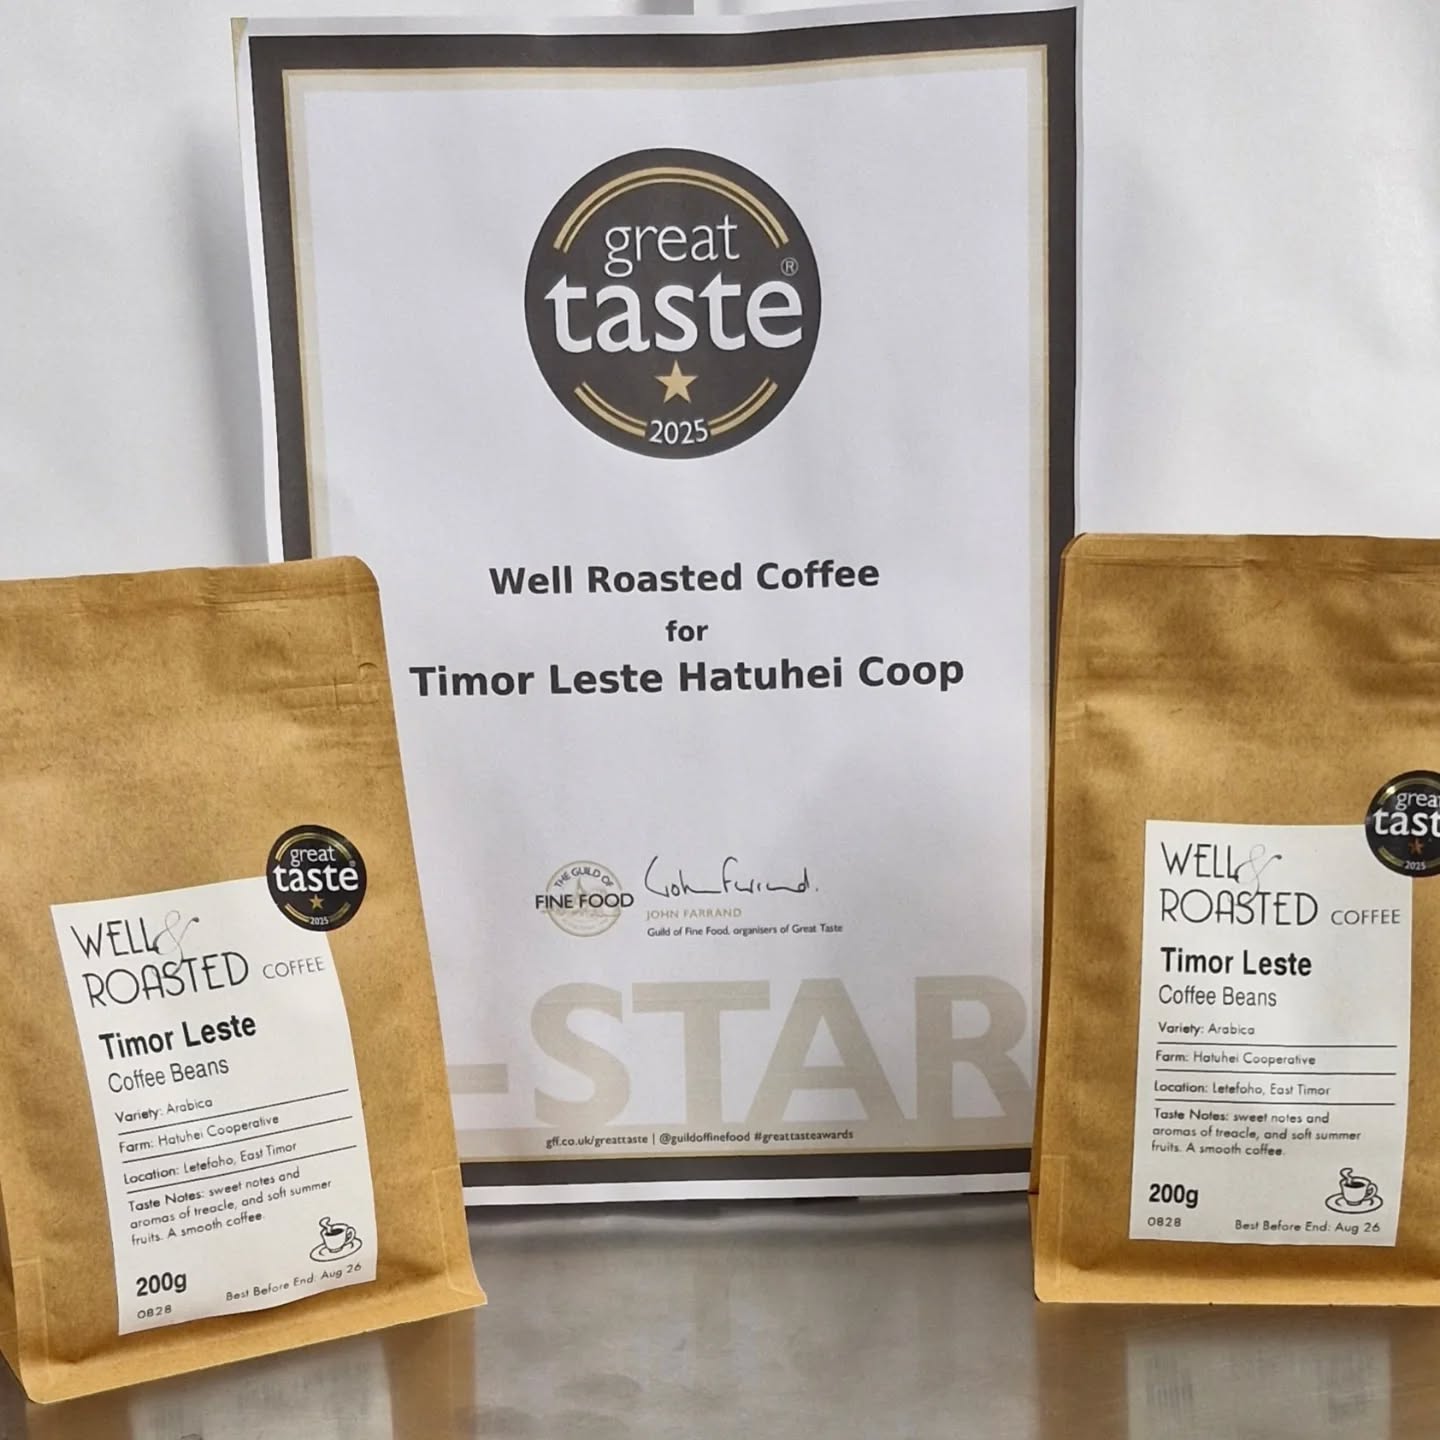 great
taste®
2025
Well Roasted Coffee
for
Timor Leste Hatuhei Coop
THE GUILD OF
FINE FOOD
John Farrand.
JOHN FARRAND
Guild of Fine Food, organisers of Great Taste
-STAR
gff.co.uk/greattaste | @guildoffinefood #greattasteawards
great
taste
2025
WELL &
ROASTED COFFEE
Timor Leste
Coffee Beans
Variety: Arabica
Farm: Hatuhei Cooperative
Location: Letefoho, East Timor
Taste Notes: sweet notes and
aromas of treacle, and soft summer
fruits. A smooth coffee.
200g
0828
Best Before End: Aug 26
grea
tast
2025
WELL &
ROASTED COFFEE
Timor Leste
Coffee Beans
Variety: Arabica
Farm: Hatuhei Cooperative
Location: Letefoho, East Timor
Taste Notes: sweet notes and
aromas of treacle, and soft summer
fruits. A smooth coffee.
200g
0828
Best Before End: Aug 26